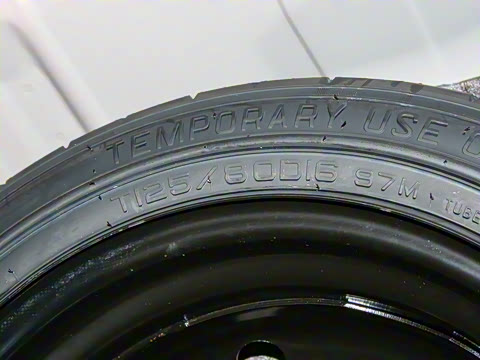 TEMPORARY USE O
T125/80D16 97M TUBE